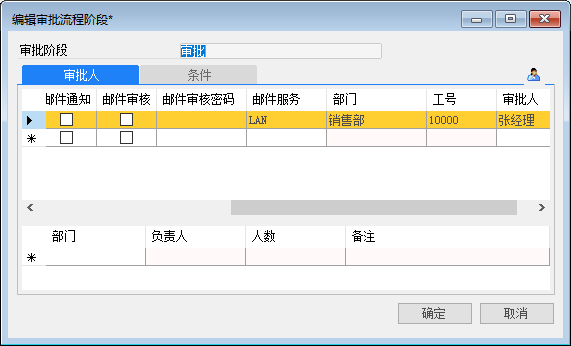 编辑审批流程阶段*
审批阶段 审批
审批人 条件
邮件通知 邮件审核 邮件审核密码 邮件服务 部门 工号 审批人
LAN 销售部 10000 张经理
部门 负责人 人数 备注
确定 取消